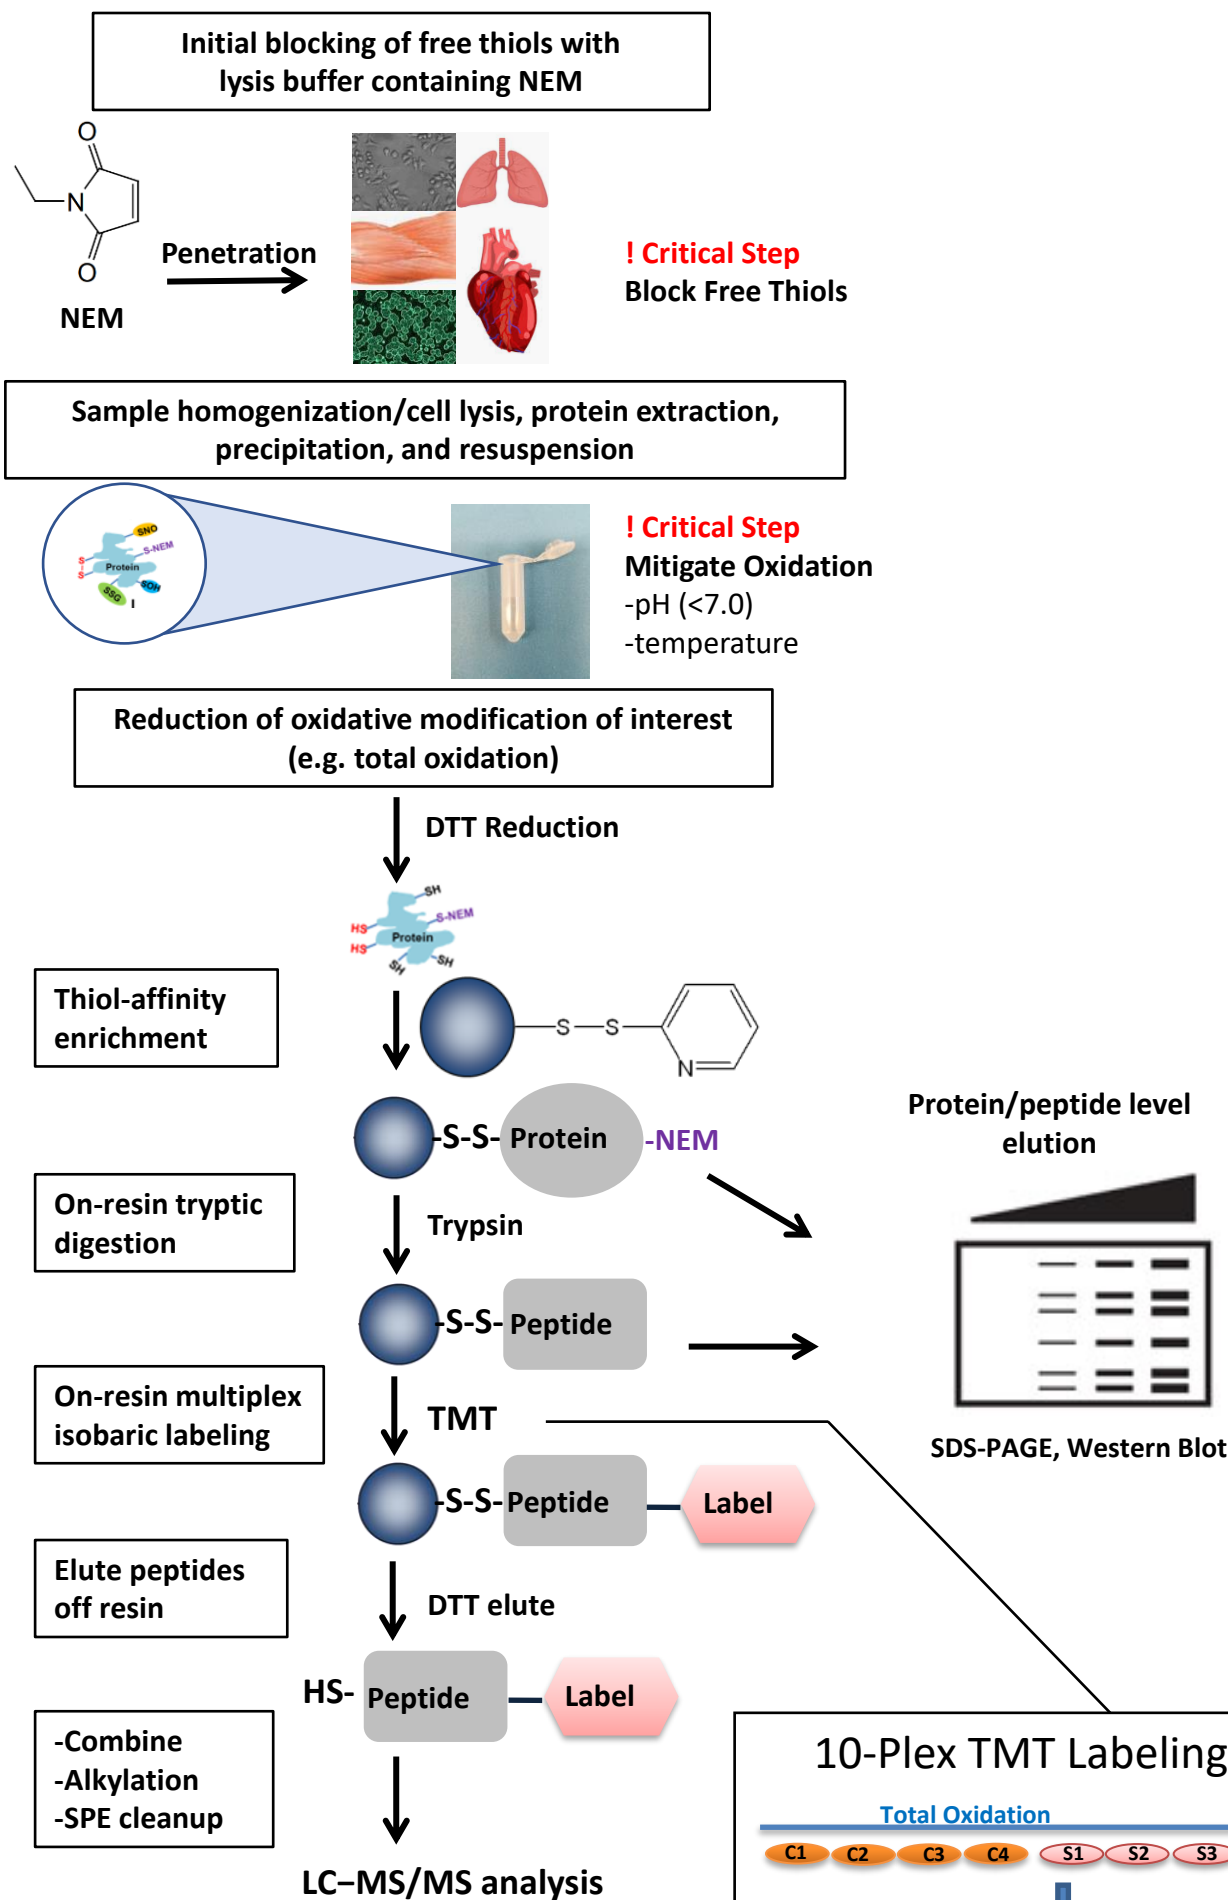 Initial blocking of free thiols with
lysis buffer containing NEM
O
N
O
NEM
Penetration
! Critical Step
Block Free Thiols
Sample homogenization/cell lysis, protein extraction,
precipitation, and resuspension
SNO
S-NEM
S
S
Protein
SSG
SOH
I
! Critical Step
Mitigate Oxidation
-pH (<7.0)
-temperature
Reduction of oxidative modification of interest
(e.g. total oxidation)
DTT Reduction
SH
S-NEM
HS
HS
Protein
SH
SH
Thiol-affinity
enrichment
S
S
N
-S-S-
Protein
-NEM
Protein/peptide level
elution
On-resin tryptic
digestion
Trypsin
-S-S-
Peptide
On-resin multiplex
isobaric labeling
TMT
SDS-PAGE, Western Blot
-S-S-
Peptide
Label
Elute peptides
off resin
DTT elute
HS-
Peptide
Label
-Combine
-Alkylation
-SPE cleanup
LC-MS/MS analysis
10-Plex TMT Labeling
Total Oxidation
C1 C2 C3 C4 S1 S2 S3